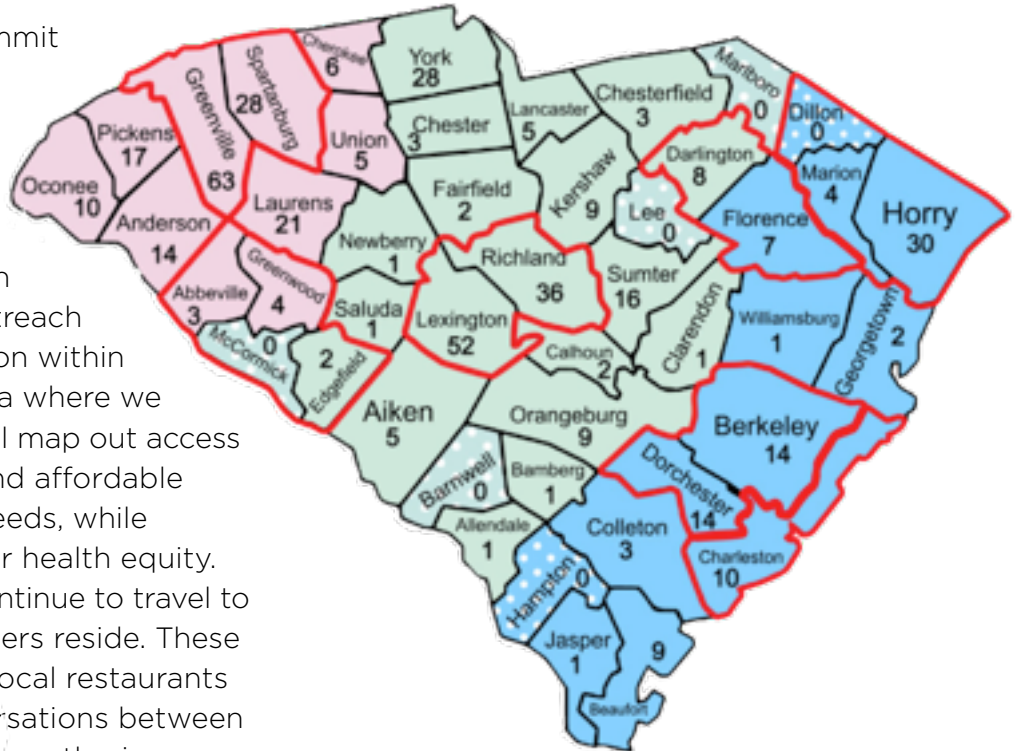 mmit
n
treach
on within
a where we
l map out access
nd affordable
eeds, while
r health equity.
ntinue to travel to
ers reside. These
ocal restaurants
rsations between
Cherokee
6
York
28
Spartanburg
28
Greenville
63
Pickens
17
Oconee
10
Anderson
14
Union
5
Chester
3
Lancaster
5
Chesterfield
3
Marlboro
0
Dillon
0
Darlington
8
Marion
4
Horry
30
Laurens
21
Fairfield
2
Kershaw
9
Lee
0
Florence
7
Newberry
1
Richland
36
Sumter
16
Abbeville
3
Greenwood
4
Saluda
1
Lexington
52
Clarendon
1
Williamsburg
1
Georgetown
2
McCormick
0
Edgefield
2
Calhoun
2
Aiken
5
Orangeburg
9
Berkeley
14
Barnwell
0
Bamberg
1
Dorchester
14
Allendale
1
Colleton
3
Charleston
10
Hampton
0
Jasper
1
9
Beaufort